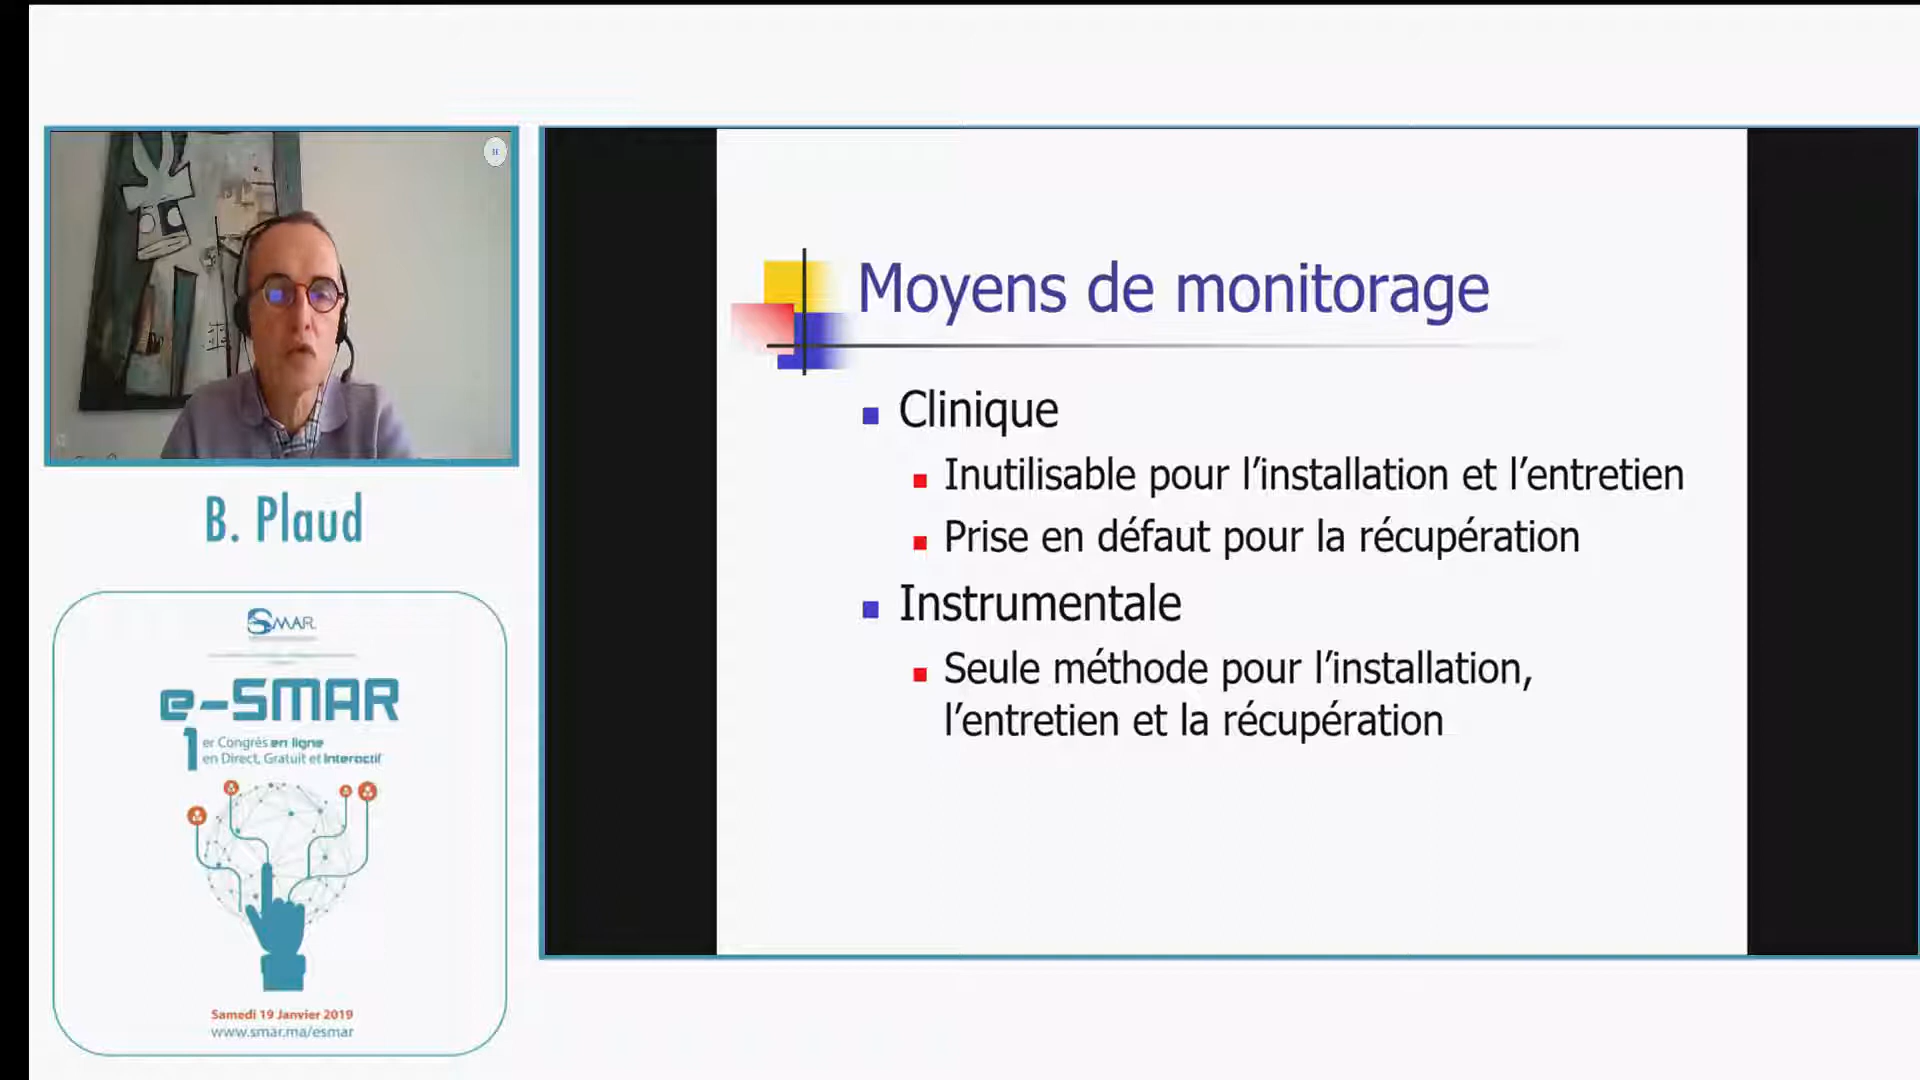 B. Plaud
SMAR
e-SMAR
1er Congrès en ligne
en Direct, Gratuit et Interactif
Samedi 19 Janvier 2019
www.smar.ma/esmar
Moyens de monitorage
Clinique
Inutilisable pour l’installation et l’entretien
Prise en défaut pour la récupération
Instrumentale
Seule méthode pour l’installation,
l’entretien et la récupération